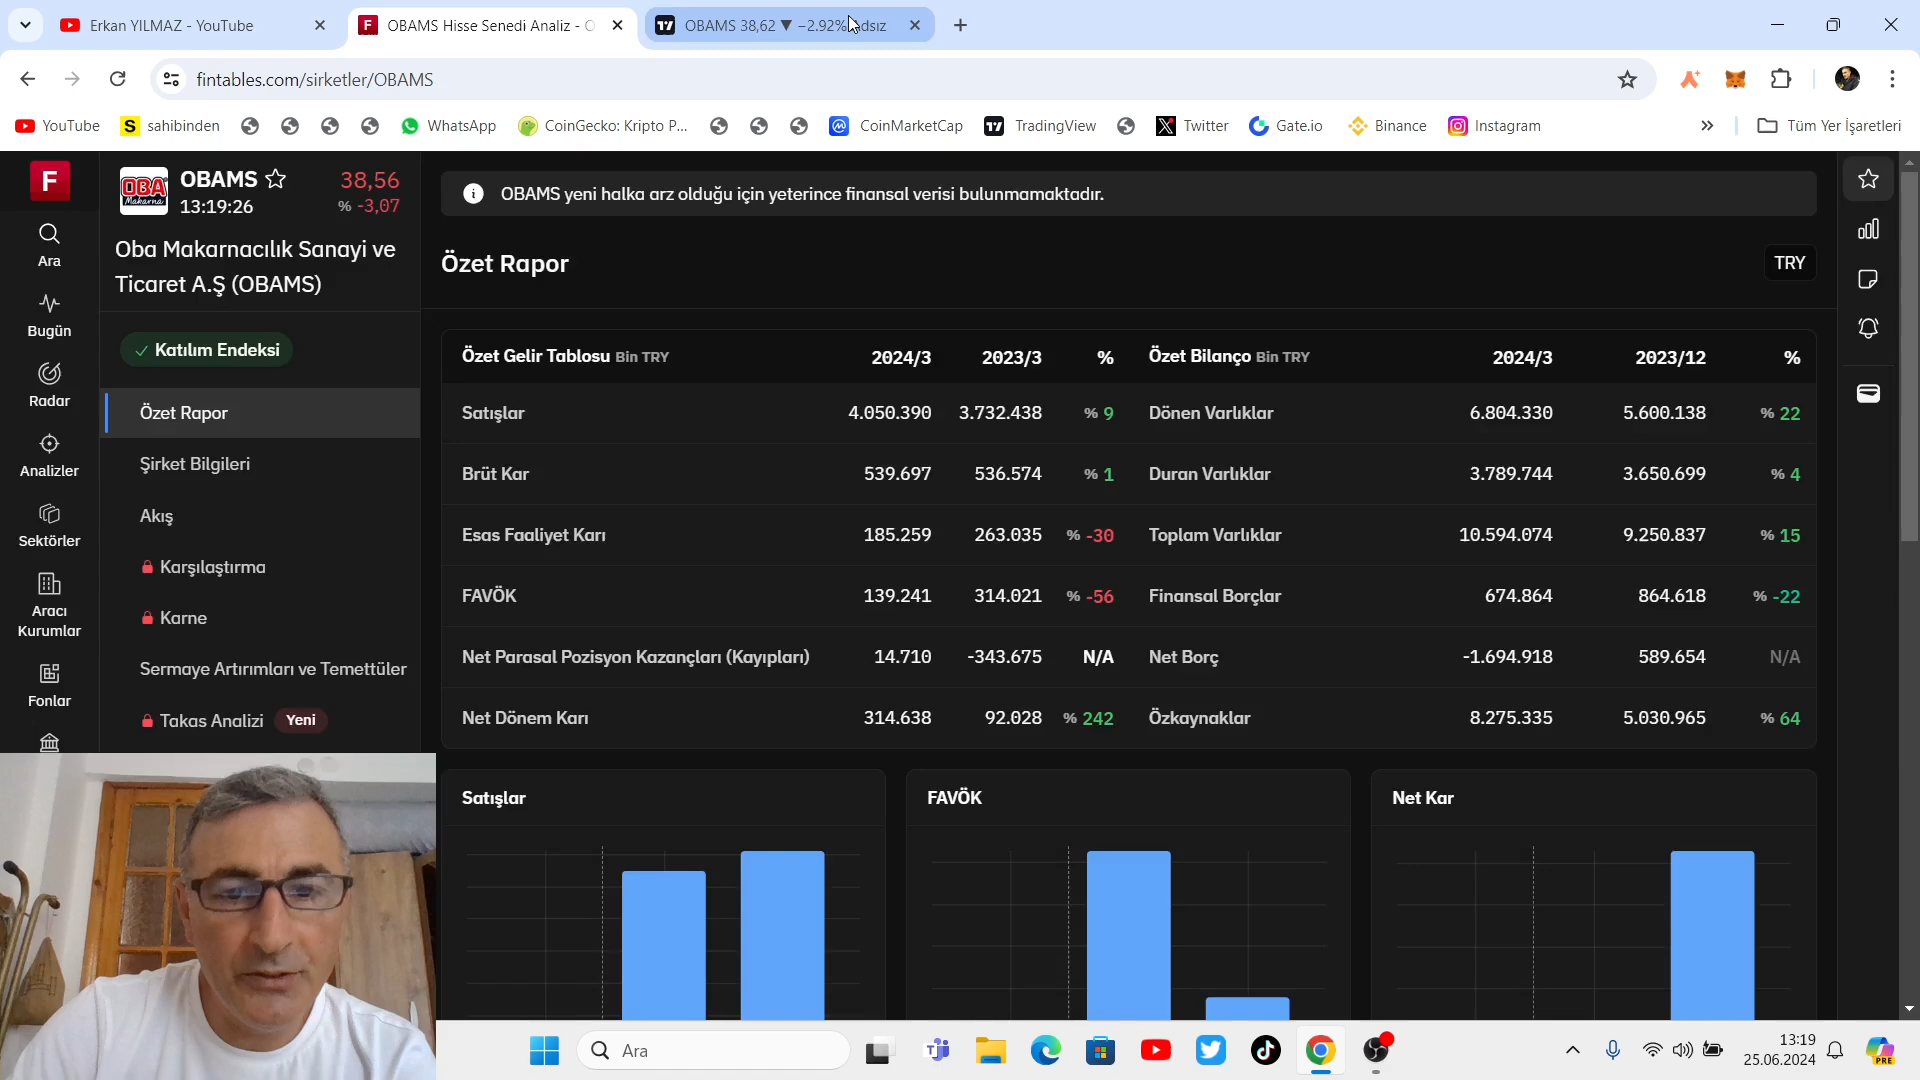 Erkan YILMAZ - YouTube
OBAMS Hisse Senedi Analiz -
OBAMS 38,62 ▼ −2.92%
fintables.com/sirketler/OBAMS
YouTube
sahibinden
WhatsApp
CoinGecko: Kripto P...
CoinMarketCap
TradingView
Twitter
Gate.io
Binance
Instagram
Tüm Yer İşaretleri
F
Ara
Bugün
Radar
Analizler
Sektörler
Aracı
Kurumlar
Fonlar
OBA
Makarna
OBAMS 38,56
13:19:26 % -3,07
Oba Makarnacılık Sanayi ve
Ticaret A.Ş (OBAMS)
Katılım Endeksi
Özet Rapor
Şirket Bilgileri
Akış
Karşılaştırma
Karne
Sermaye Artırımları ve Temettüler
Takas Analizi Yeni
OBAMS yeni halka arz olduğu için yeterince finansal verisi bulunmamaktadır.
Özet Rapor TRY
Özet Gelir Tablosu Bin TRY 2024/3 2023/3 %
Satışlar 4.050.390 3.732.438 % 9
Brüt Kar 539.697 536.574 % 1
Esas Faaliyet Karı 185.259 263.035 % -30
FAVÖK 139.241 314.021 % -56
Net Parasal Pozisyon Kazançları (Kayıpları) 14.710 -343.675 N/A
Net Dönem Karı 314.638 92.028 % 242
Özet Bilanço Bin TRY 2024/3 2023/12 %
Dönen Varlıklar 6.804.330 5.600.138 % 22
Duran Varlıklar 3.789.744 3.650.699 % 4
Toplam Varlıklar 10.594.074 9.250.837 % 15
Finansal Borçlar 674.864 864.618 % -22
Net Borç -1.694.918 589.654 N/A
Özkaynaklar 8.275.335 5.030.965 % 64
Satışlar
FAVÖK
Net Kar
Ara
13:19
25.06.2024
PRE